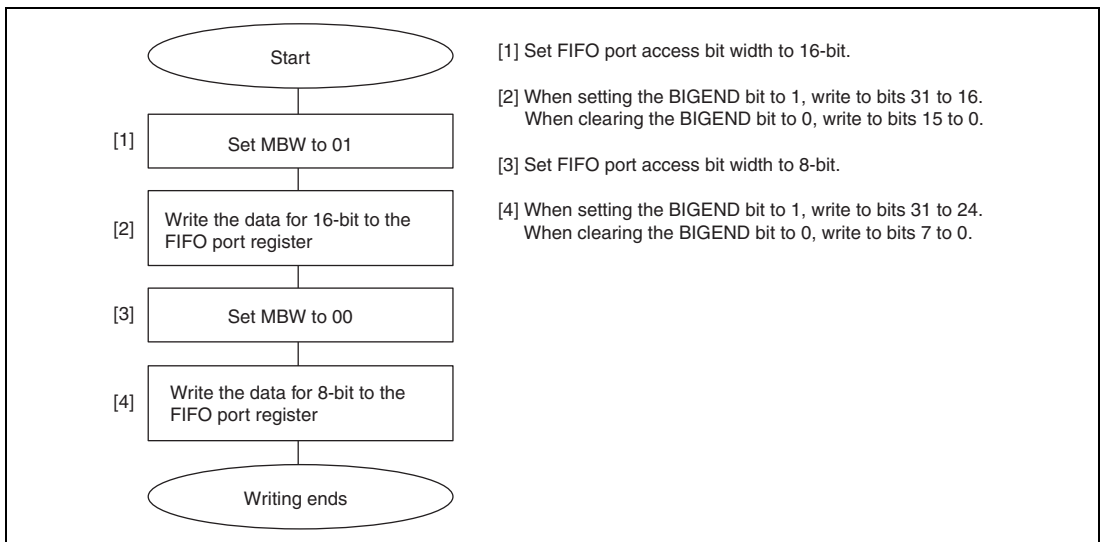 Start
[1] Set MBW to 01
[2] Write the data for 16-bit to the
FIFO port register
[3] Set MBW to 00
[4] Write the data for 8-bit to the
FIFO port register
Writing ends
[1] Set FIFO port access bit width to 16-bit.
[2] When setting the BIGEND bit to 1, write to bits 31 to 16.
When clearing the BIGEND bit to 0, write to bits 15 to 0.
[3] Set FIFO port access bit width to 8-bit.
[4] When setting the BIGEND bit to 1, write to bits 31 to 24.
When clearing the BIGEND bit to 0, write to bits 7 to 0.